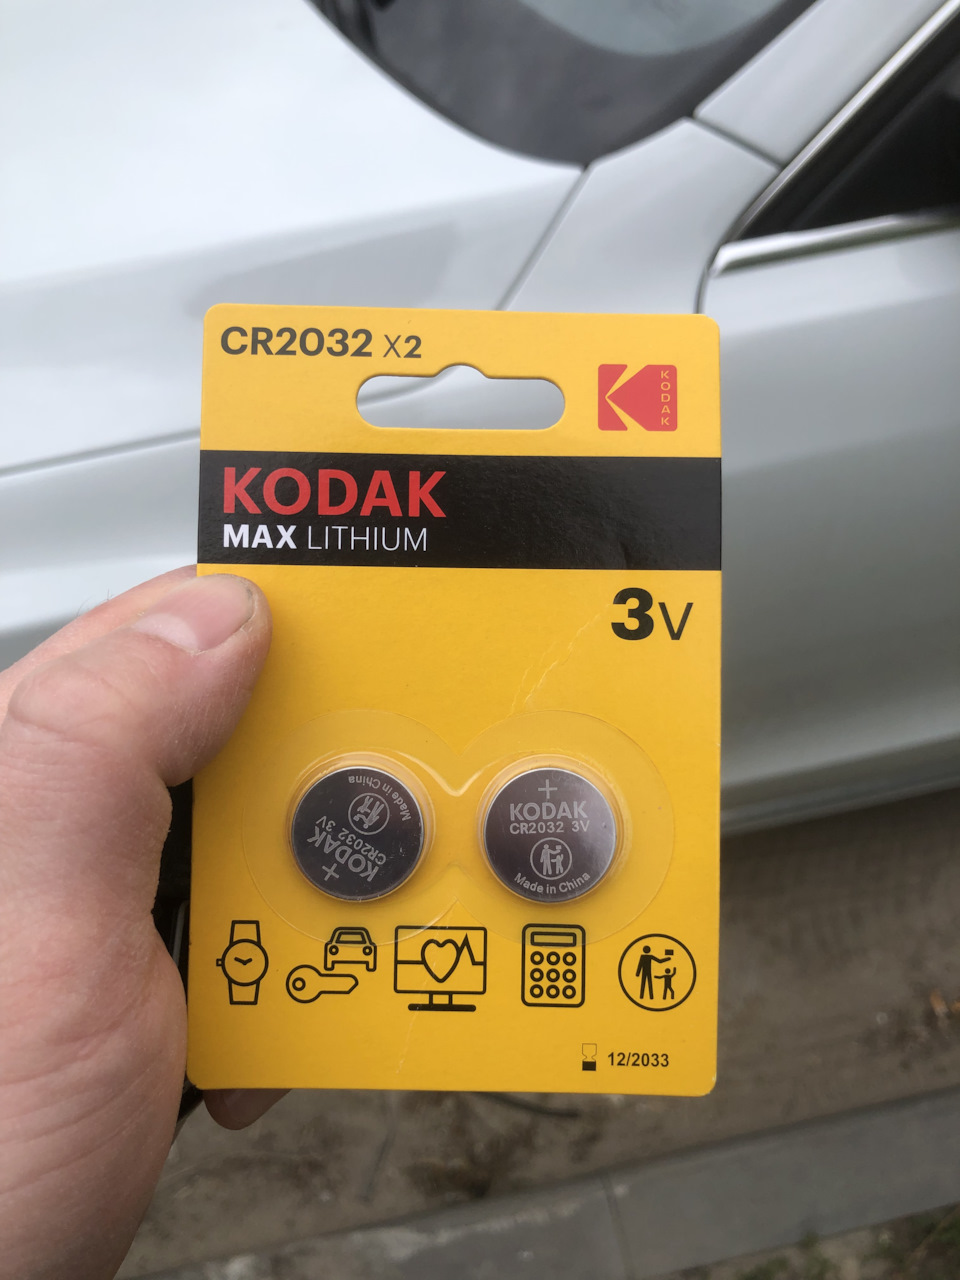 CR2032 X2
KODAK
KODAK
MAX LITHIUM
3V
KODAK
CR2032 3V
Made in China
KODAK
CR2032 3V
Made in China
12/2033